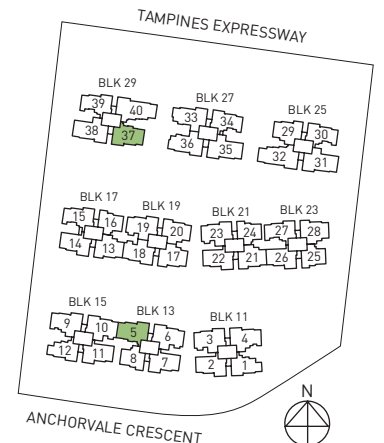 TAMPINES EXPRESSWAY
BLK 29
39 40
38 37
BLK 27
33 34
36 35
BLK 25
29 30
32 31
BLK 17
15 16
14 13
BLK 19
19 20
18 17
BLK 21
23 24
22 21
BLK 23
27 28
26 25
BLK 15
9 10
12 11
BLK 13
5 6
8 7
BLK 11
3 4
2 1
ANCHORVALE CRESCENT
N